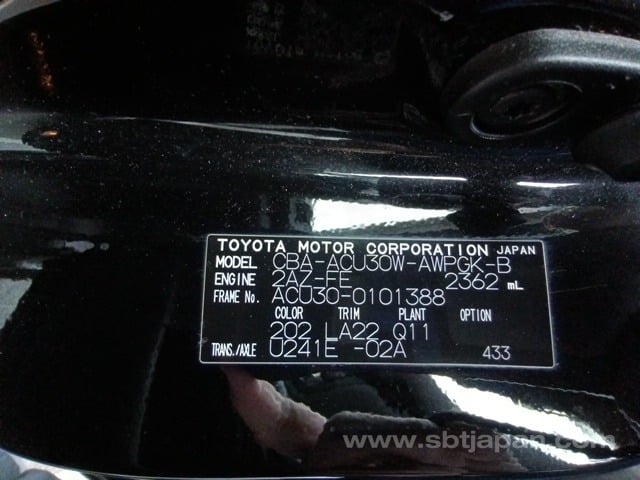 TOYOTA MOTOR CORPORATION JAPAN
MODEL CBA-ACU30W-AWPGK-B
ENGINE 2AZ-FE 2362 mL
FRAME No. ACU30-0101388
COLOR TRIM PLANT OPTION
202 LA22 Q11
TRANS./AXLE U241E -02A 433
www.sbtjapan.com